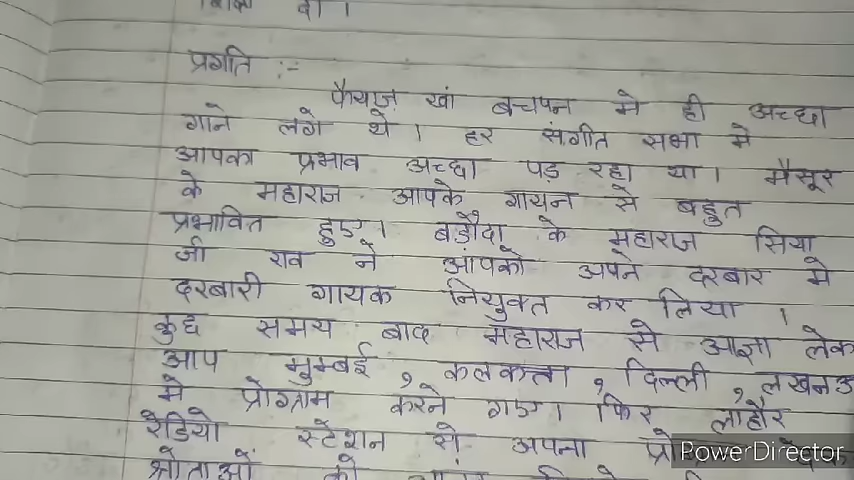 शिक्षा दी ।
प्रगति :-
फैयाज़ खां बचपन मे ही अच्छा
गाने लगे थे । हर संगीत सभा मे
आपका प्रभाव अच्छा पड़ रहा था। मैसूर
के महाराज आपके गायन से बहुत
प्रभावित हुए। बड़ौदा के महाराज सिया
जी राव ने आपको अपने दरबार मे
दरबारी गायक नियुक्त कर लिया ।
कुछ समय बाद महाराज से आज्ञा लेक
आप मुम्बई , कलकत्ता , दिल्ली , लखनऊ
मे प्रोग्राम करने गए। फिर लाहौर
रेडियो स्टेशन से अपना
श्रोताओं को
PowerDirector